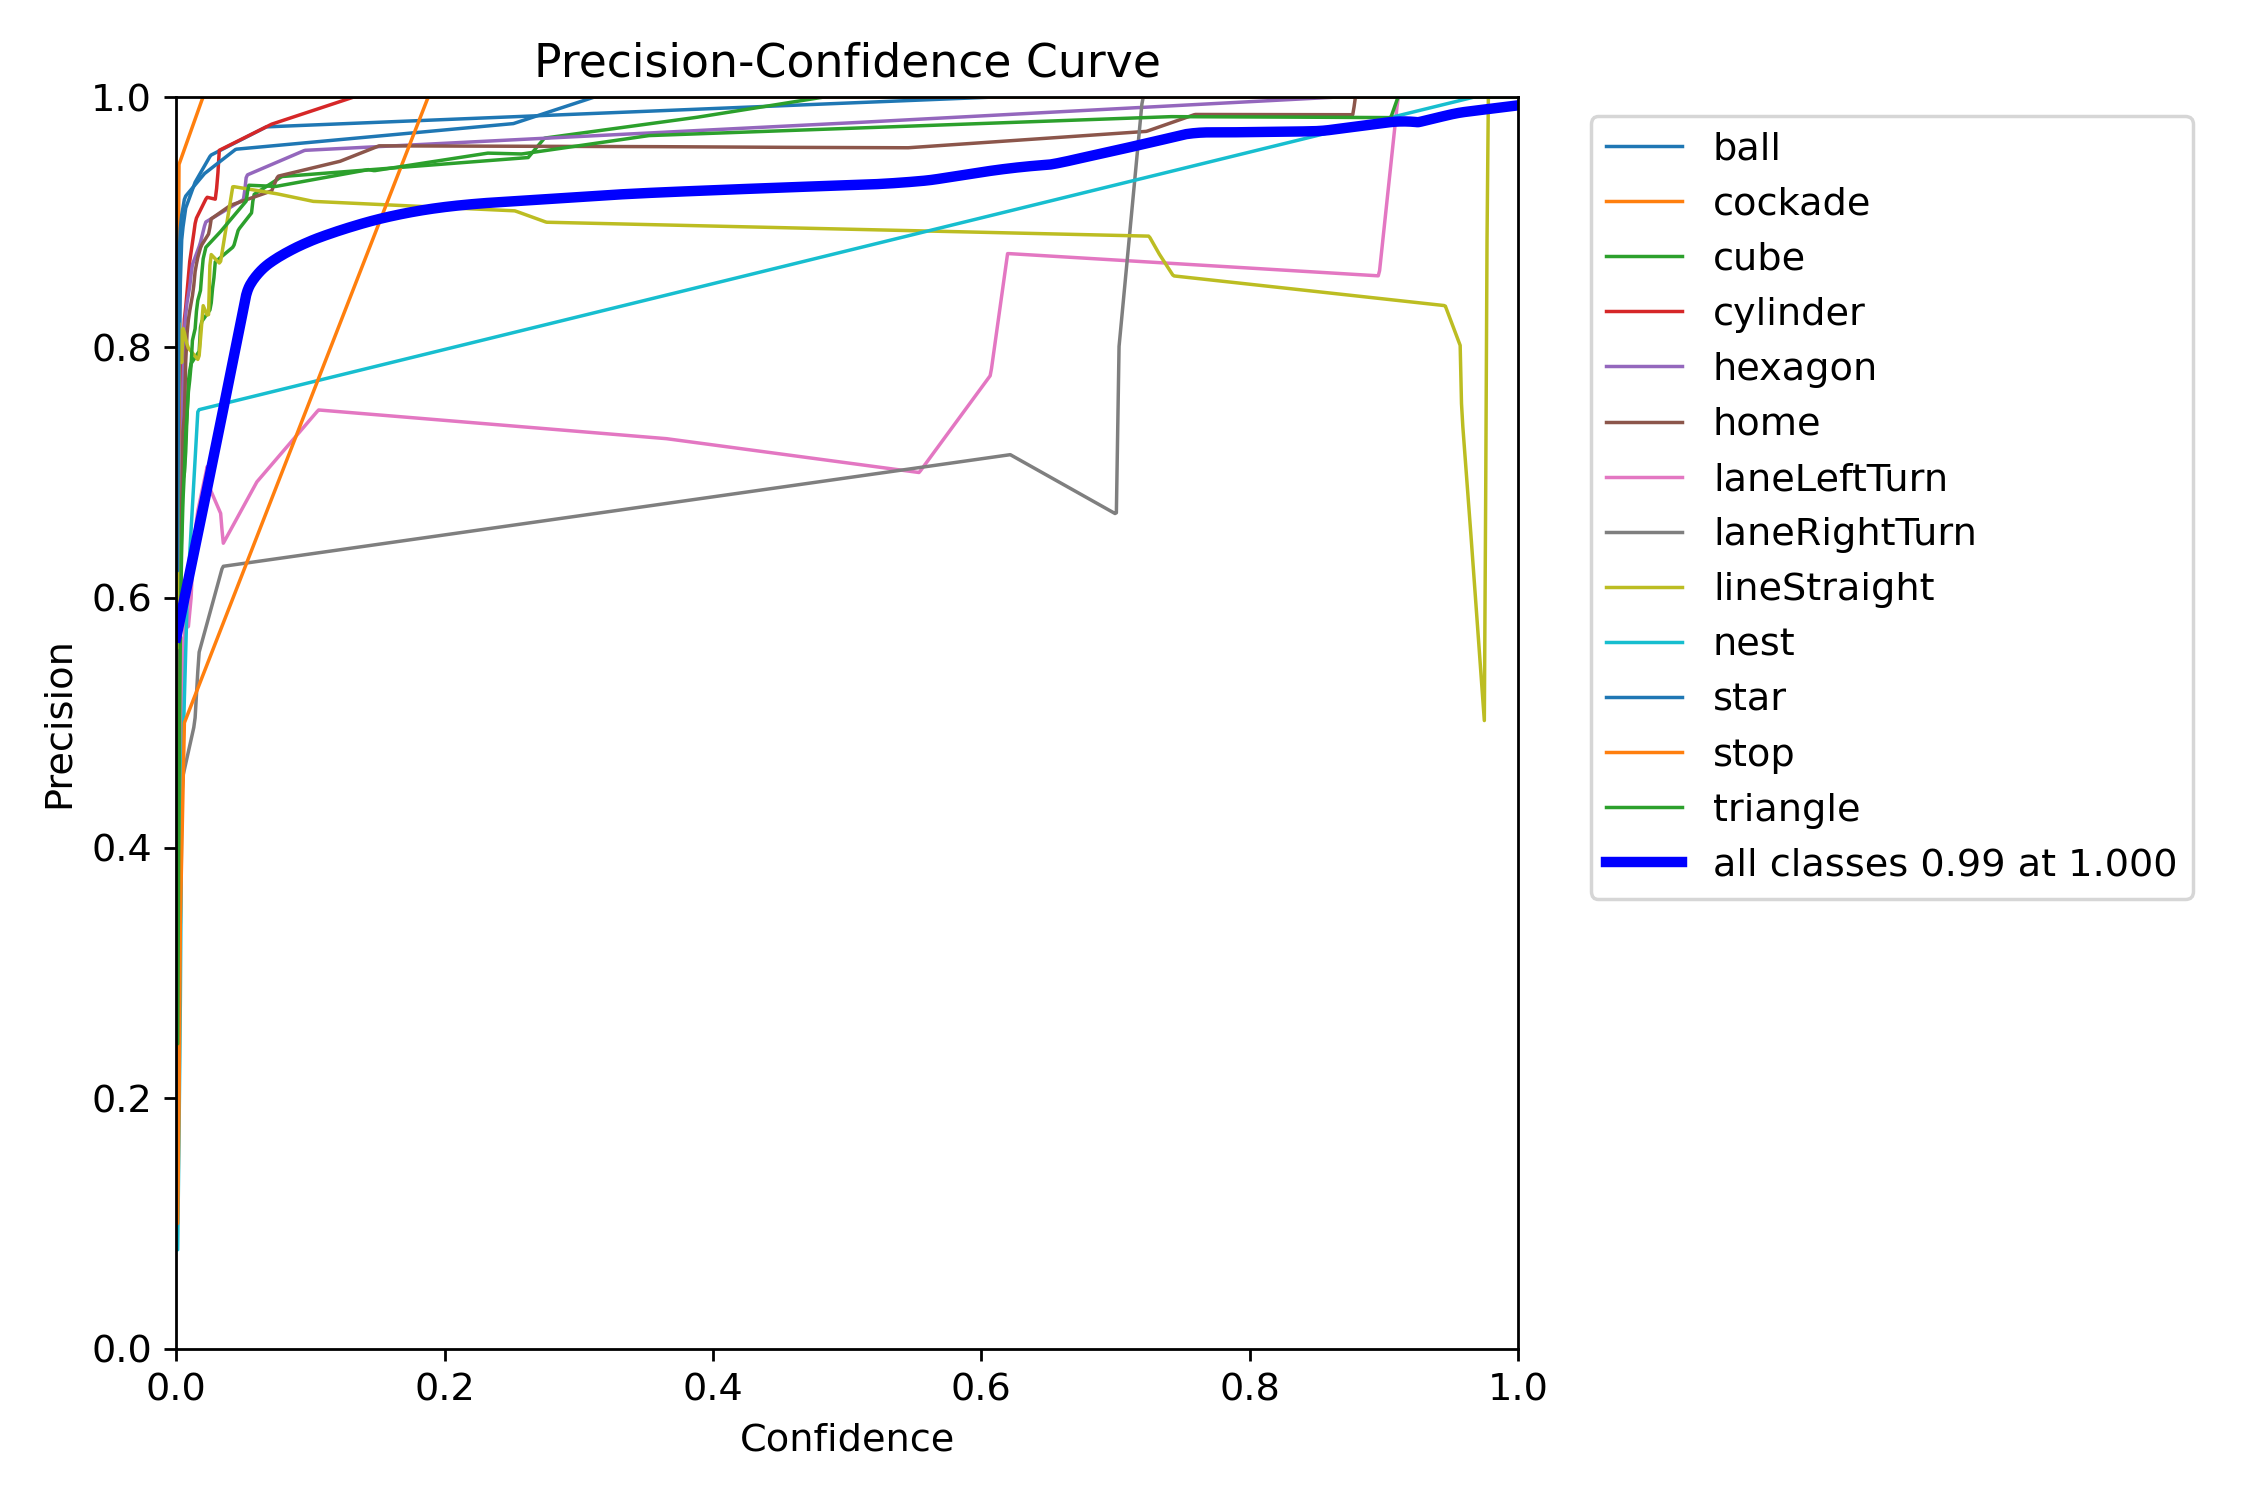 Precision-Confidence Curve
1.0
0.8
0.6
0.4
0.2
0.0
Precision
0.0 0.2 0.4 0.6 0.8 1.0
Confidence
ball
cockade
cube
cylinder
hexagon
home
laneLeftTurn
laneRightTurn
lineStraight
nest
star
stop
triangle
all classes 0.99 at 1.000